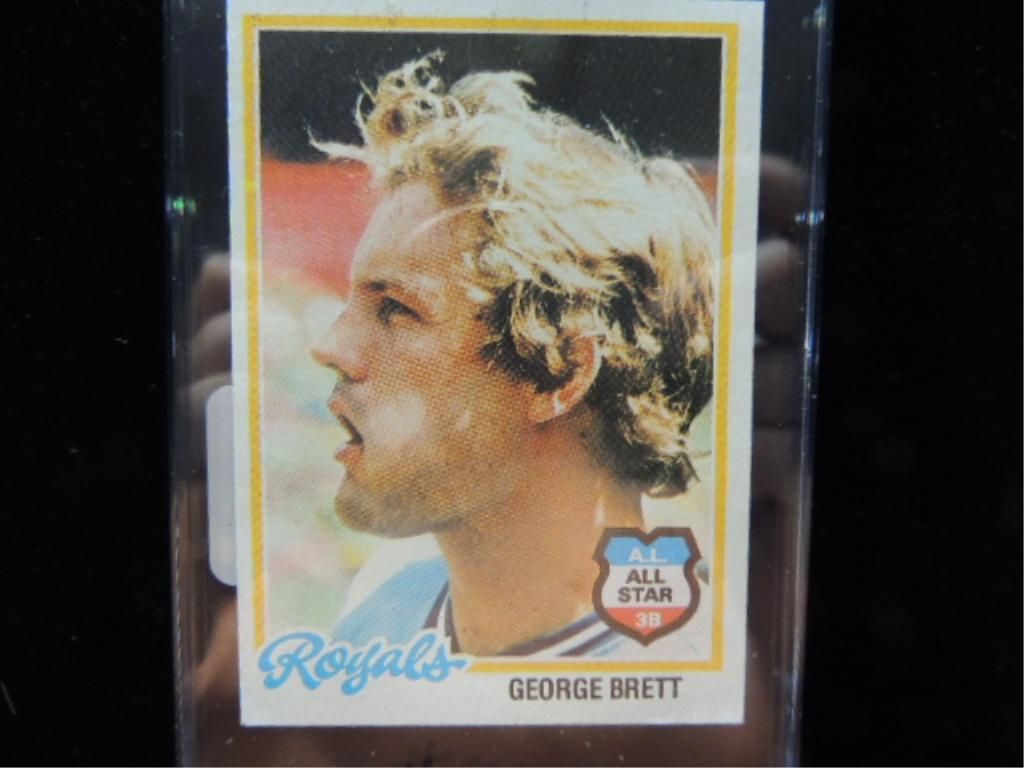 A.L.
ALL
STAR
3B
Royals
GEORGE BRETT